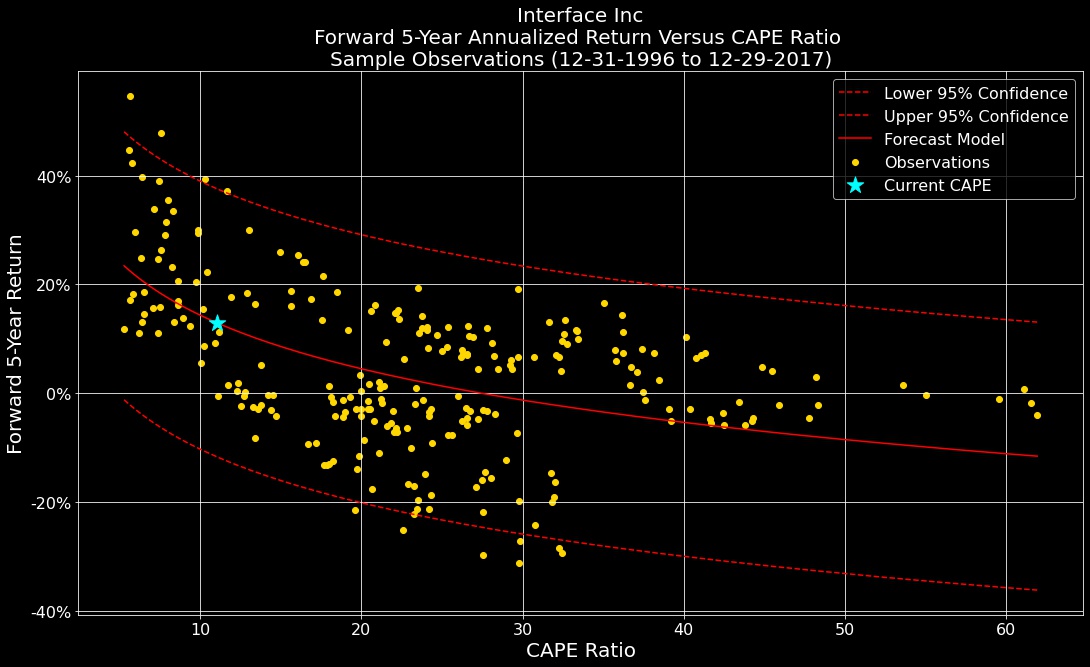 Interface Inc
Forward 5-Year Annualized Return Versus CAPE Ratio
Sample Observations (12-31-1996 to 12-29-2017)
Lower 95% Confidence
Upper 95% Confidence
Forecast Model
Observations
Current CAPE
Forward 5-Year Return
40%
20%
0%
-20%
-40%
10
20
30
40
50
60
CAPE Ratio